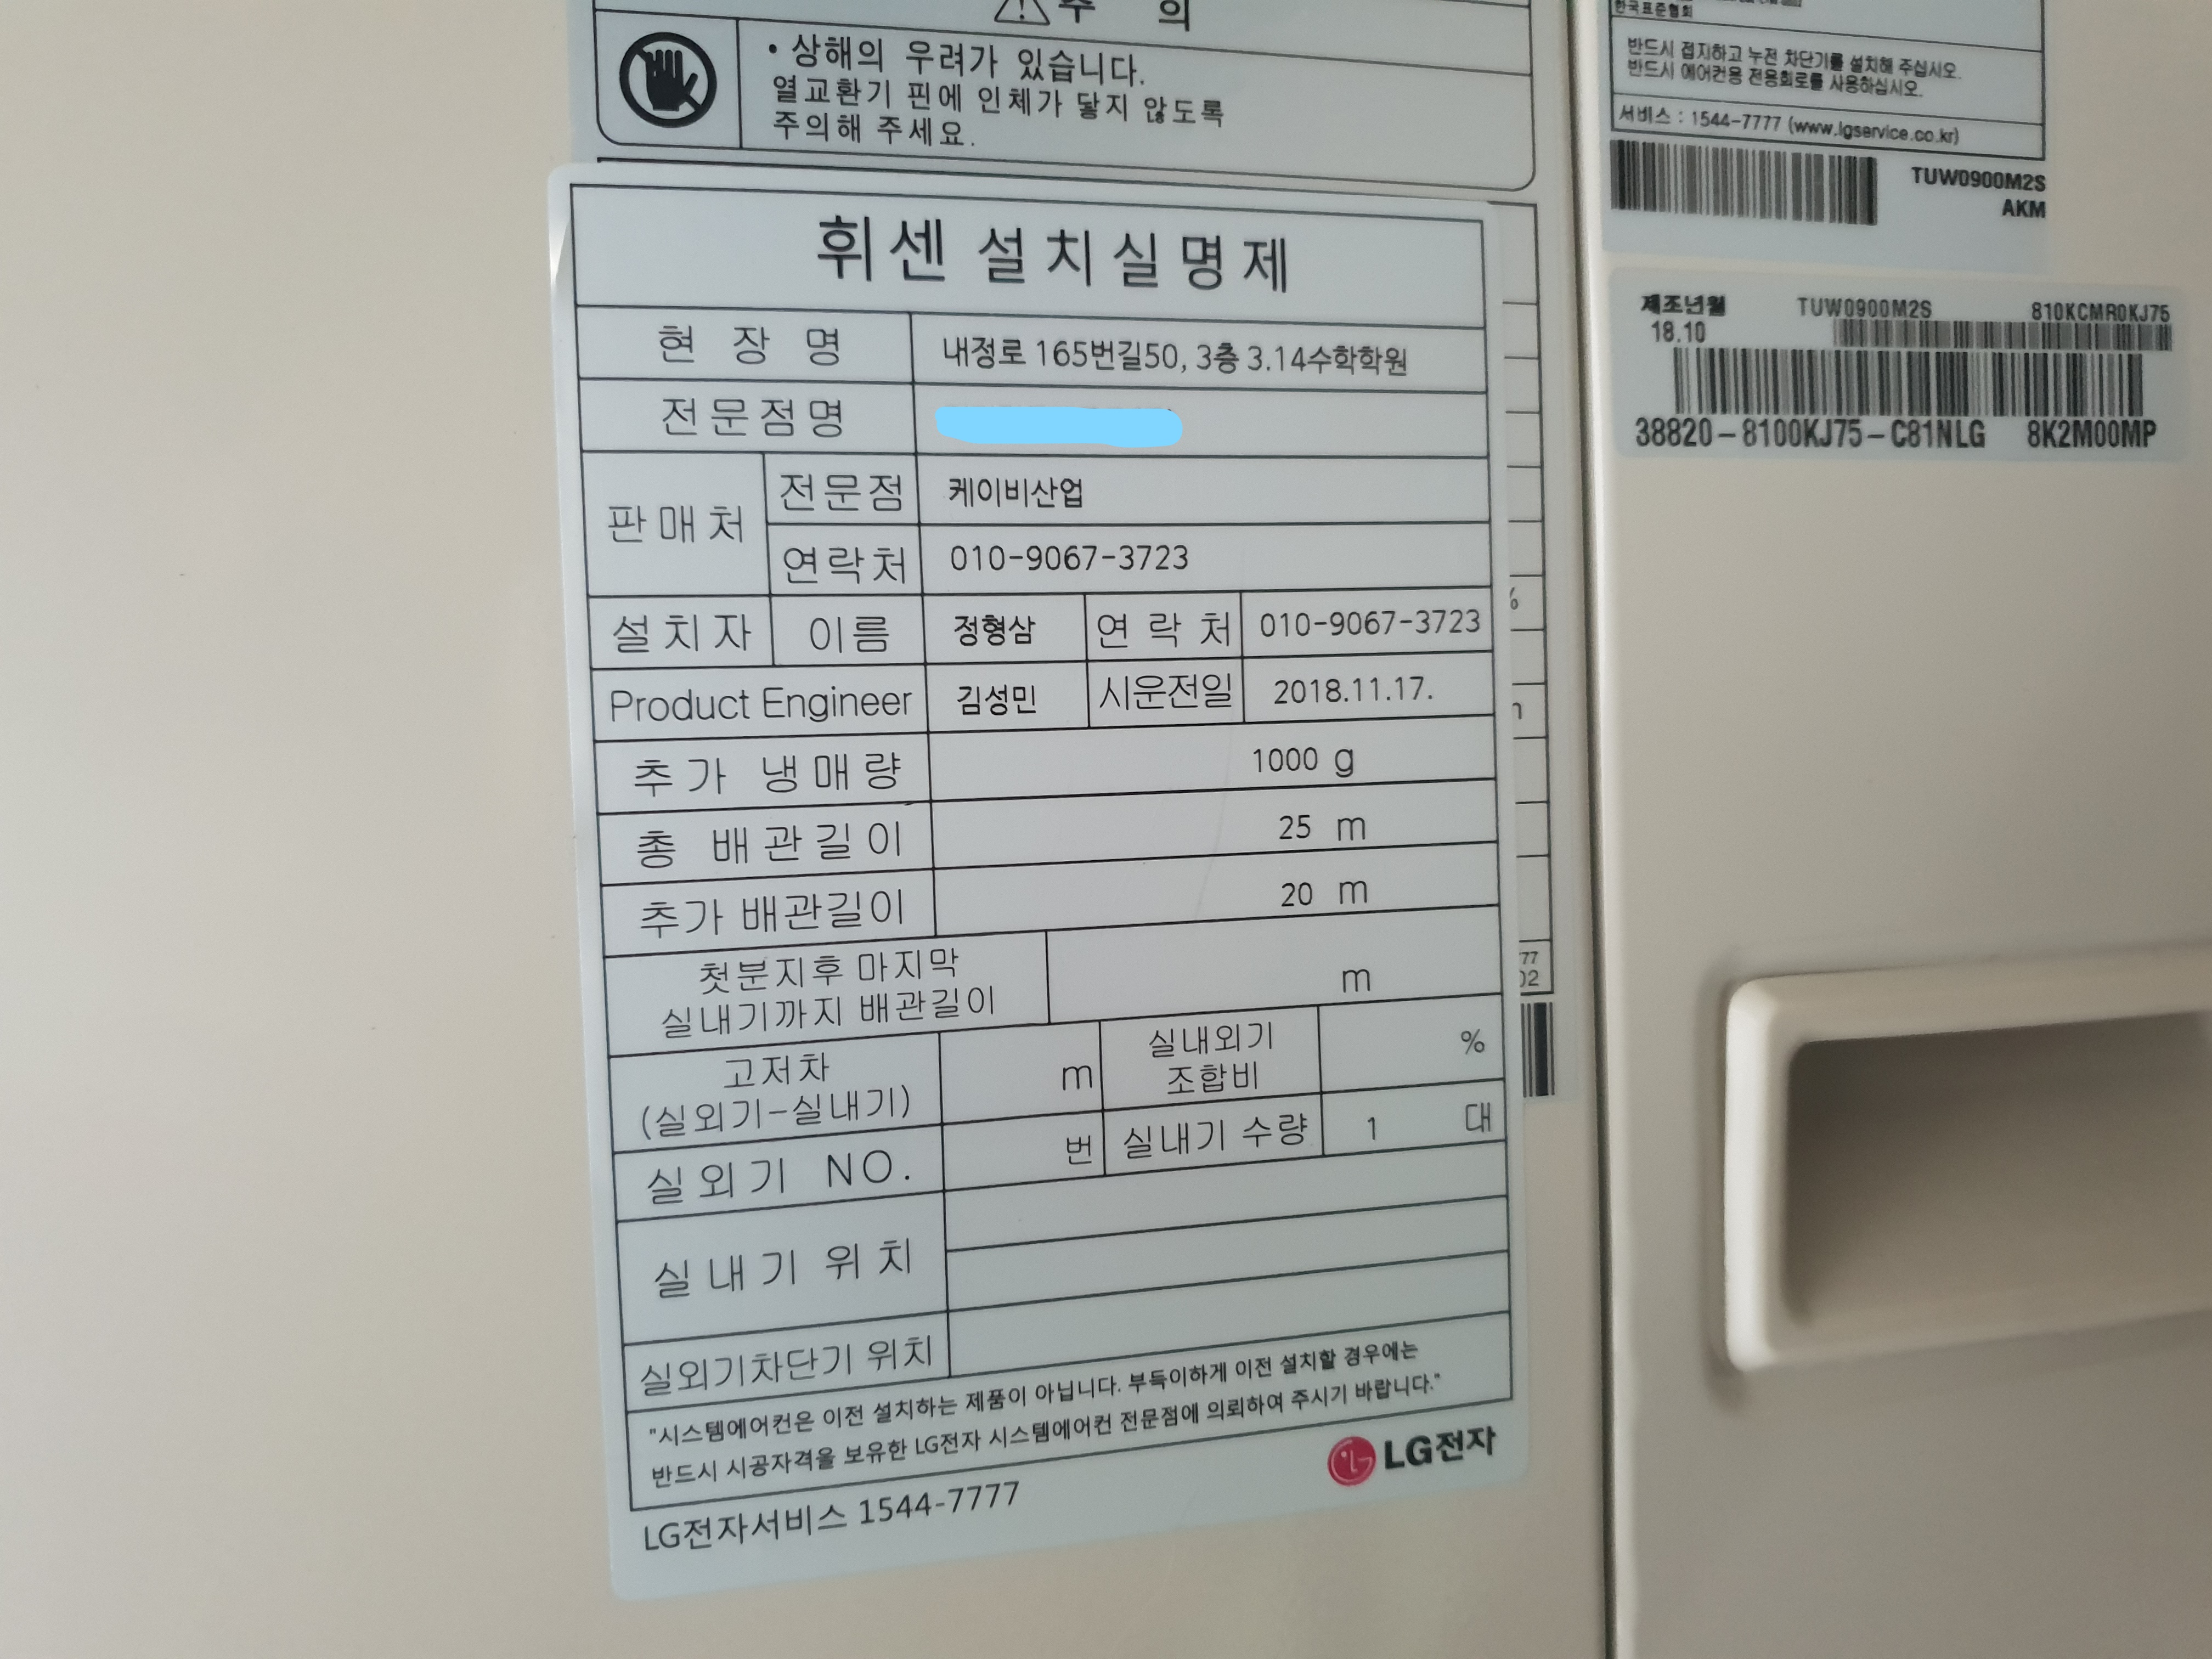 주 의
• 상해의 우려가 있습니다.
열교환기 핀에 인체가 닿지 않도록
주의해 주세요.
휘센 설치실명제
현 장 명 내정로 165번길50, 3층 3.14수학학원
전문점명
판매처 전문점 케이비산업
연락처 010-9067-3723
설치자 이름 정형삼 연락처 010-9067-3723
Product Engineer 김성민 시운전일 2018.11.17.
추가 냉매량 1000 g
총 배관길이 25 m
추가 배관길이 20 m
첫분지후 마지막
실내기까지 배관길이 m
고저차
(실외기-실내기) m 실내외기
조합비 %
실외기 NO. 번 실내기 수량 1 대
실내기 위치
실외기차단기 위치
"시스템에어컨은 이전 설치하는 제품이 아닙니다. 부득이하게 이전 설치할 경우에는
반드시 시공자격을 보유한 LG전자 시스템에어컨 전문점에 의뢰하여 주시기 바랍니다."
LG전자
LG전자서비스 1544-7777
%
77
02
한국표준협회
반드시 접지하고 누전 차단기를 설치해 주십시오.
반드시 에어컨용 전용회로를 사용하십시오.
서비스 : 1544-7777 (www.lgservice.co.kr)
TUW0900M2S
AKM
제조년월 TUW0900M2S 810KCMR0KJ75
18.10
38820-8100KJ75-C81NLG 8K2M00MP